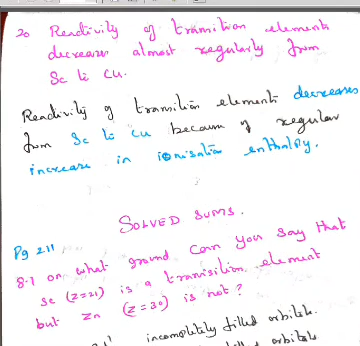 20 Reactivity of transition elements
decreases almost regularly from
Sc to Cu.
Reactivity of transition elements decreases
from Sc to Cu because of regular
increase in ionisation enthalpy.
SOLVED SUMS.
Pg 211
8.1 on what ground can you say that
Sc (Z=21) is a transition element
but Zn (Z=30) is not?
incompletely filled orbitals.
orbitals